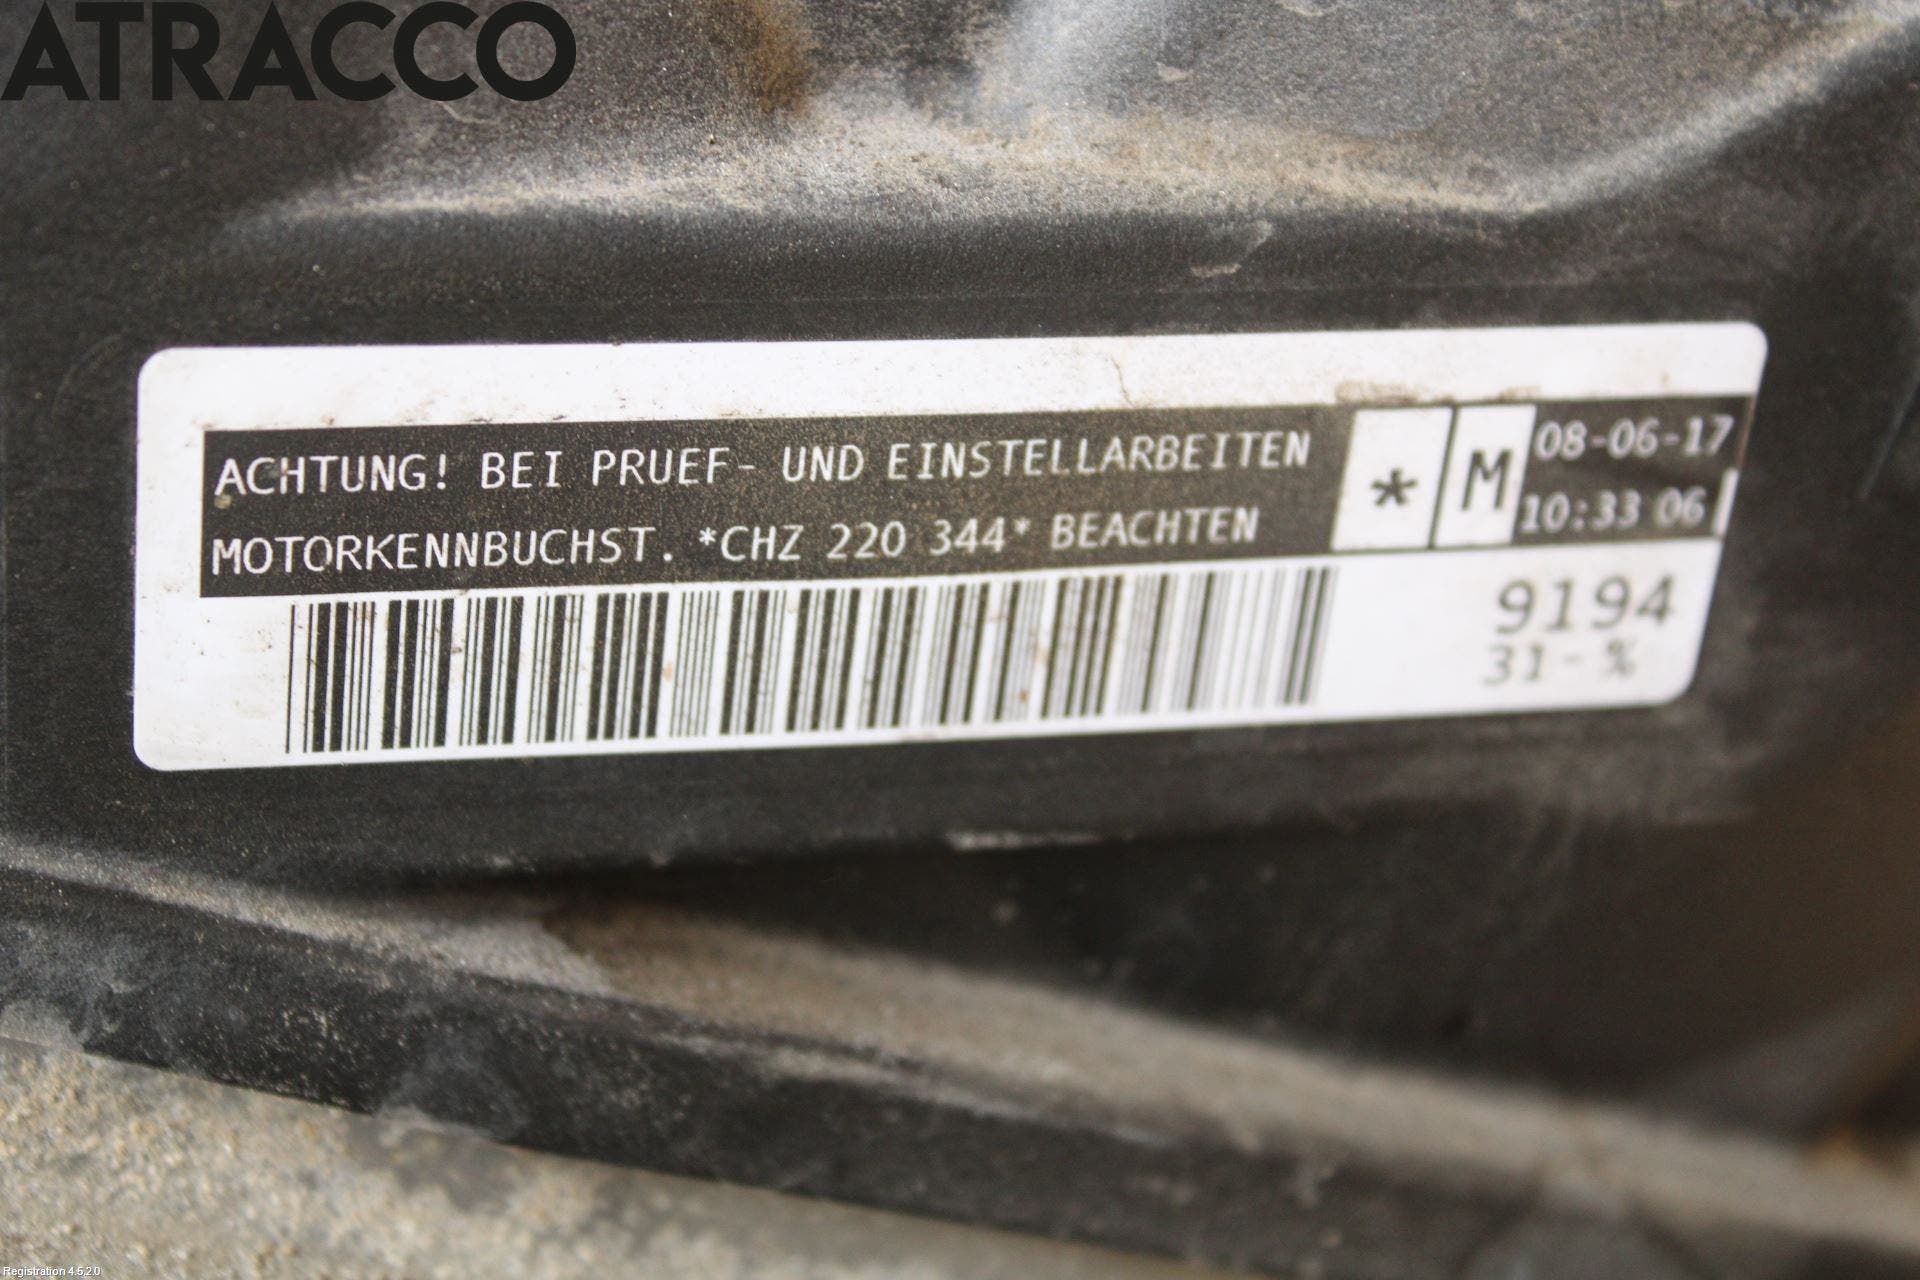 ATRACCO
ACHTUNG! BEI PRUEF- UND EINSTELLARBEITEN
MOTORKENNBUCHST. *CHZ 220 344* BEACHTEN
* M
08-06-17
10:33 06
9194
31-%
Registration 4.5.2.0